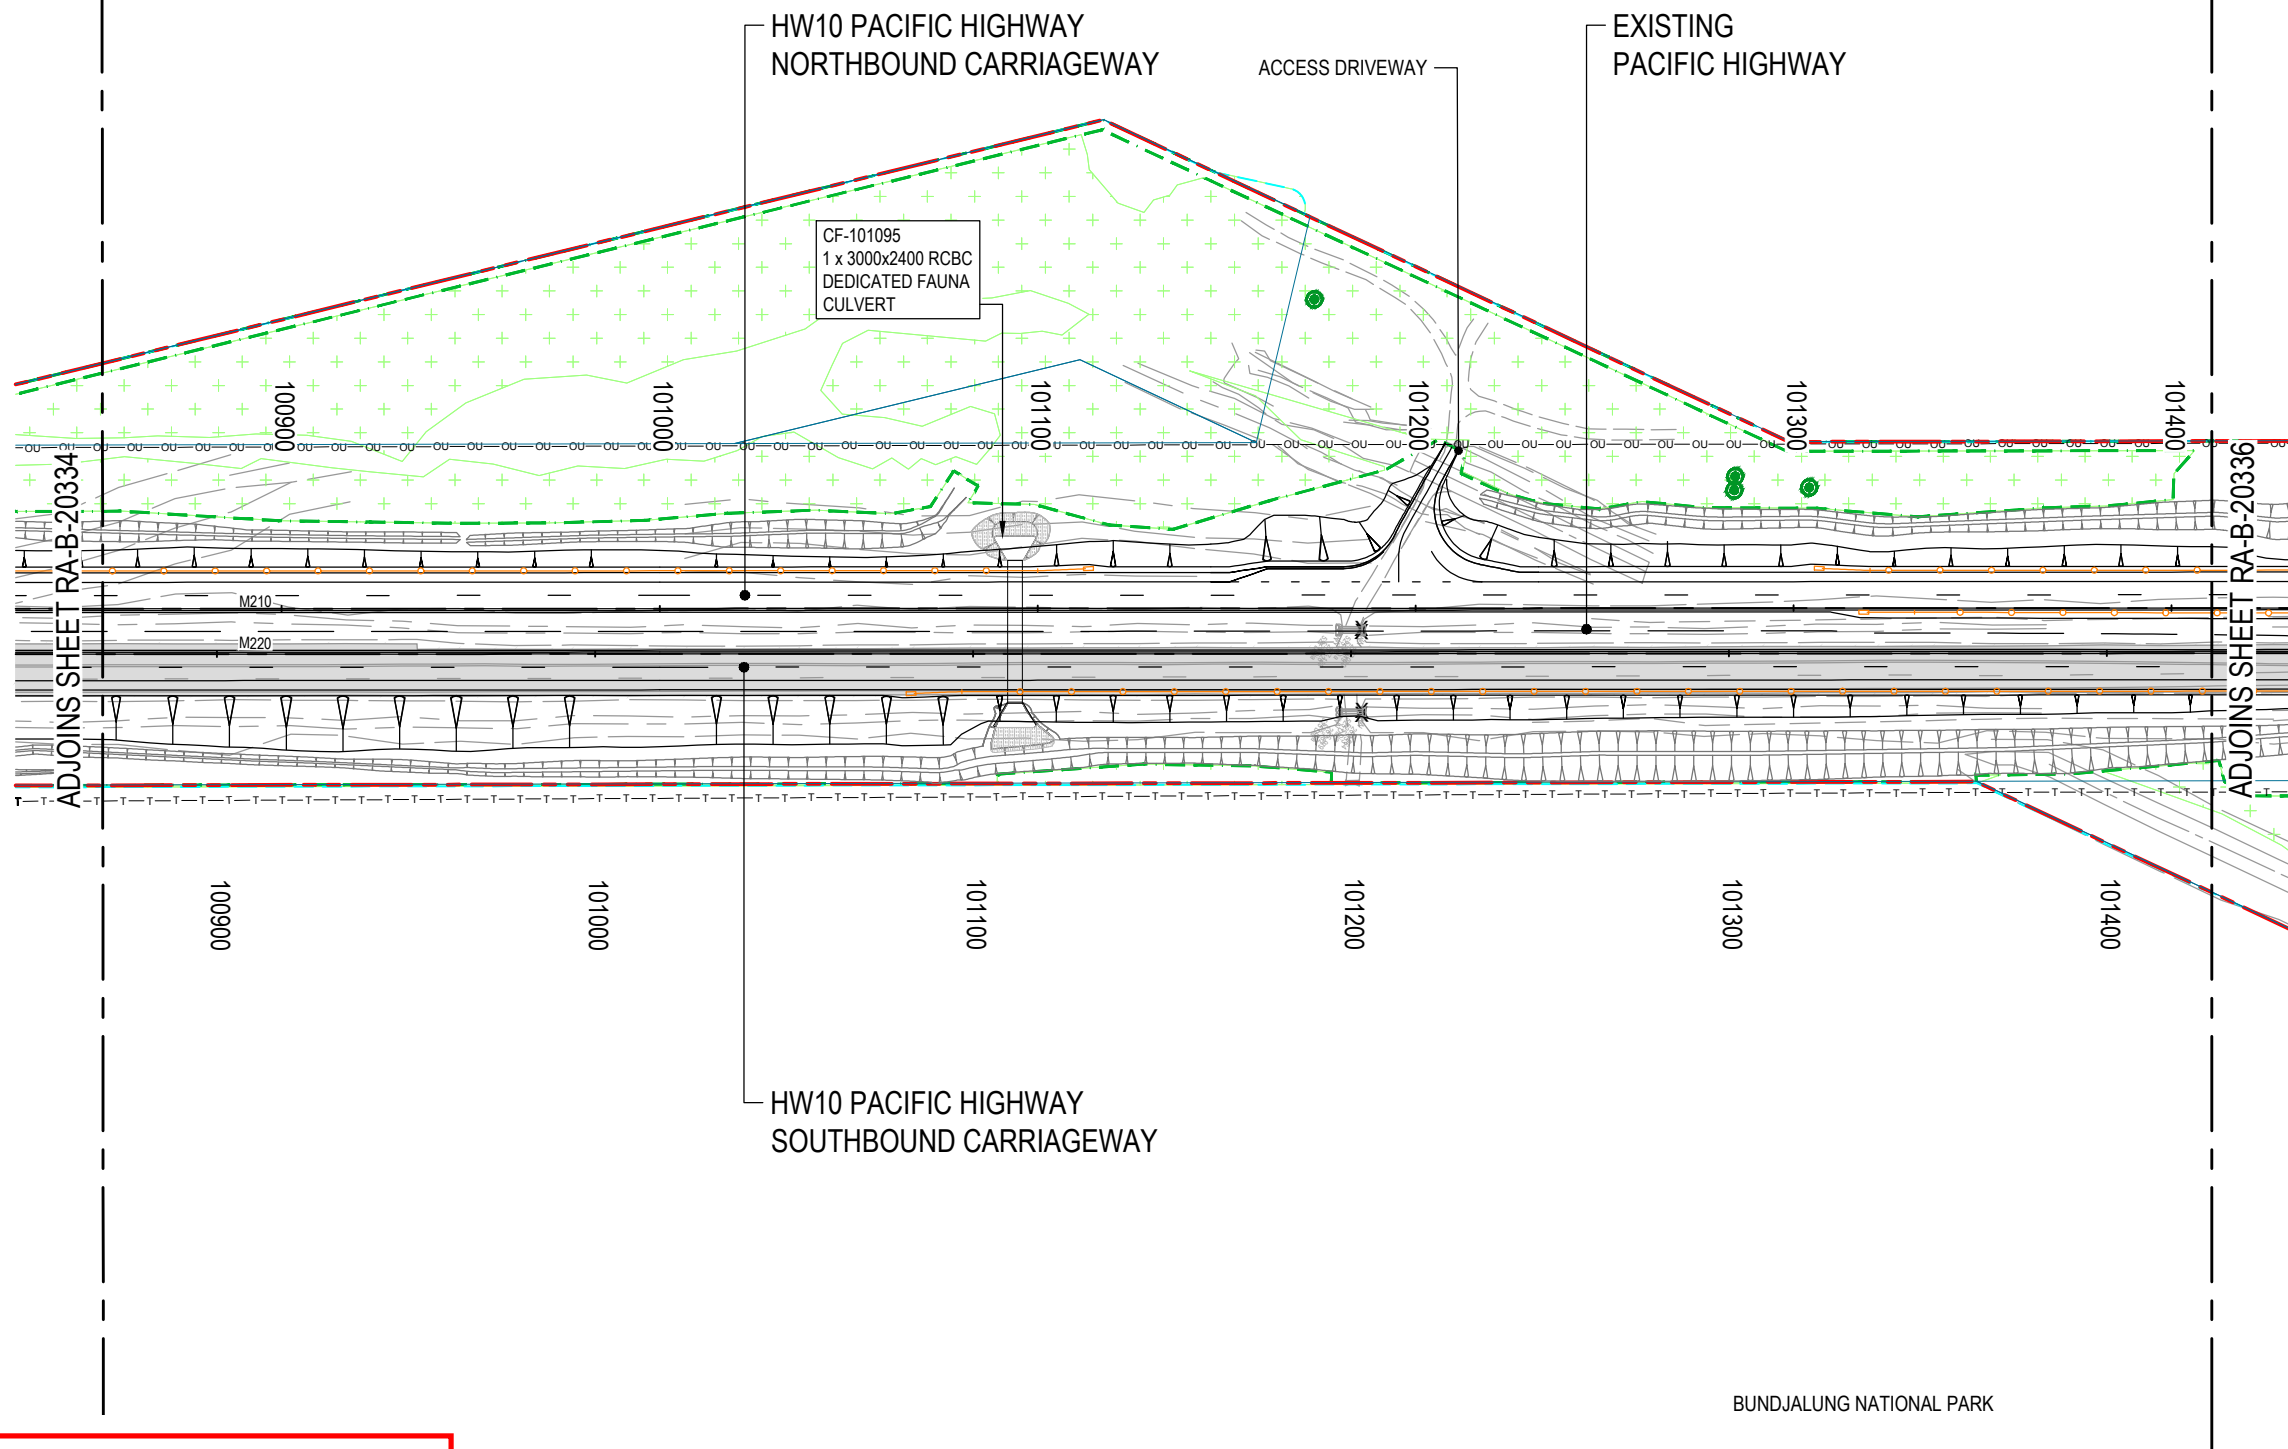 HW10 PACIFIC HIGHWAY
NORTHBOUND CARRIAGEWAY
ACCESS DRIVEWAY
EXISTING
PACIFIC HIGHWAY
CF-101095
1 x 3000x2400 RCBC
DEDICATED FAUNA
CULVERT
100900
101000
101100
101200
101300
101400
ADJOINS SHEET RA-B-20334
ADJOINS SHEET RA-B-20336
M210
M220
100900
101000
101100
101200
101300
101400
HW10 PACIFIC HIGHWAY
SOUTHBOUND CARRIAGEWAY
BUNDJALUNG NATIONAL PARK